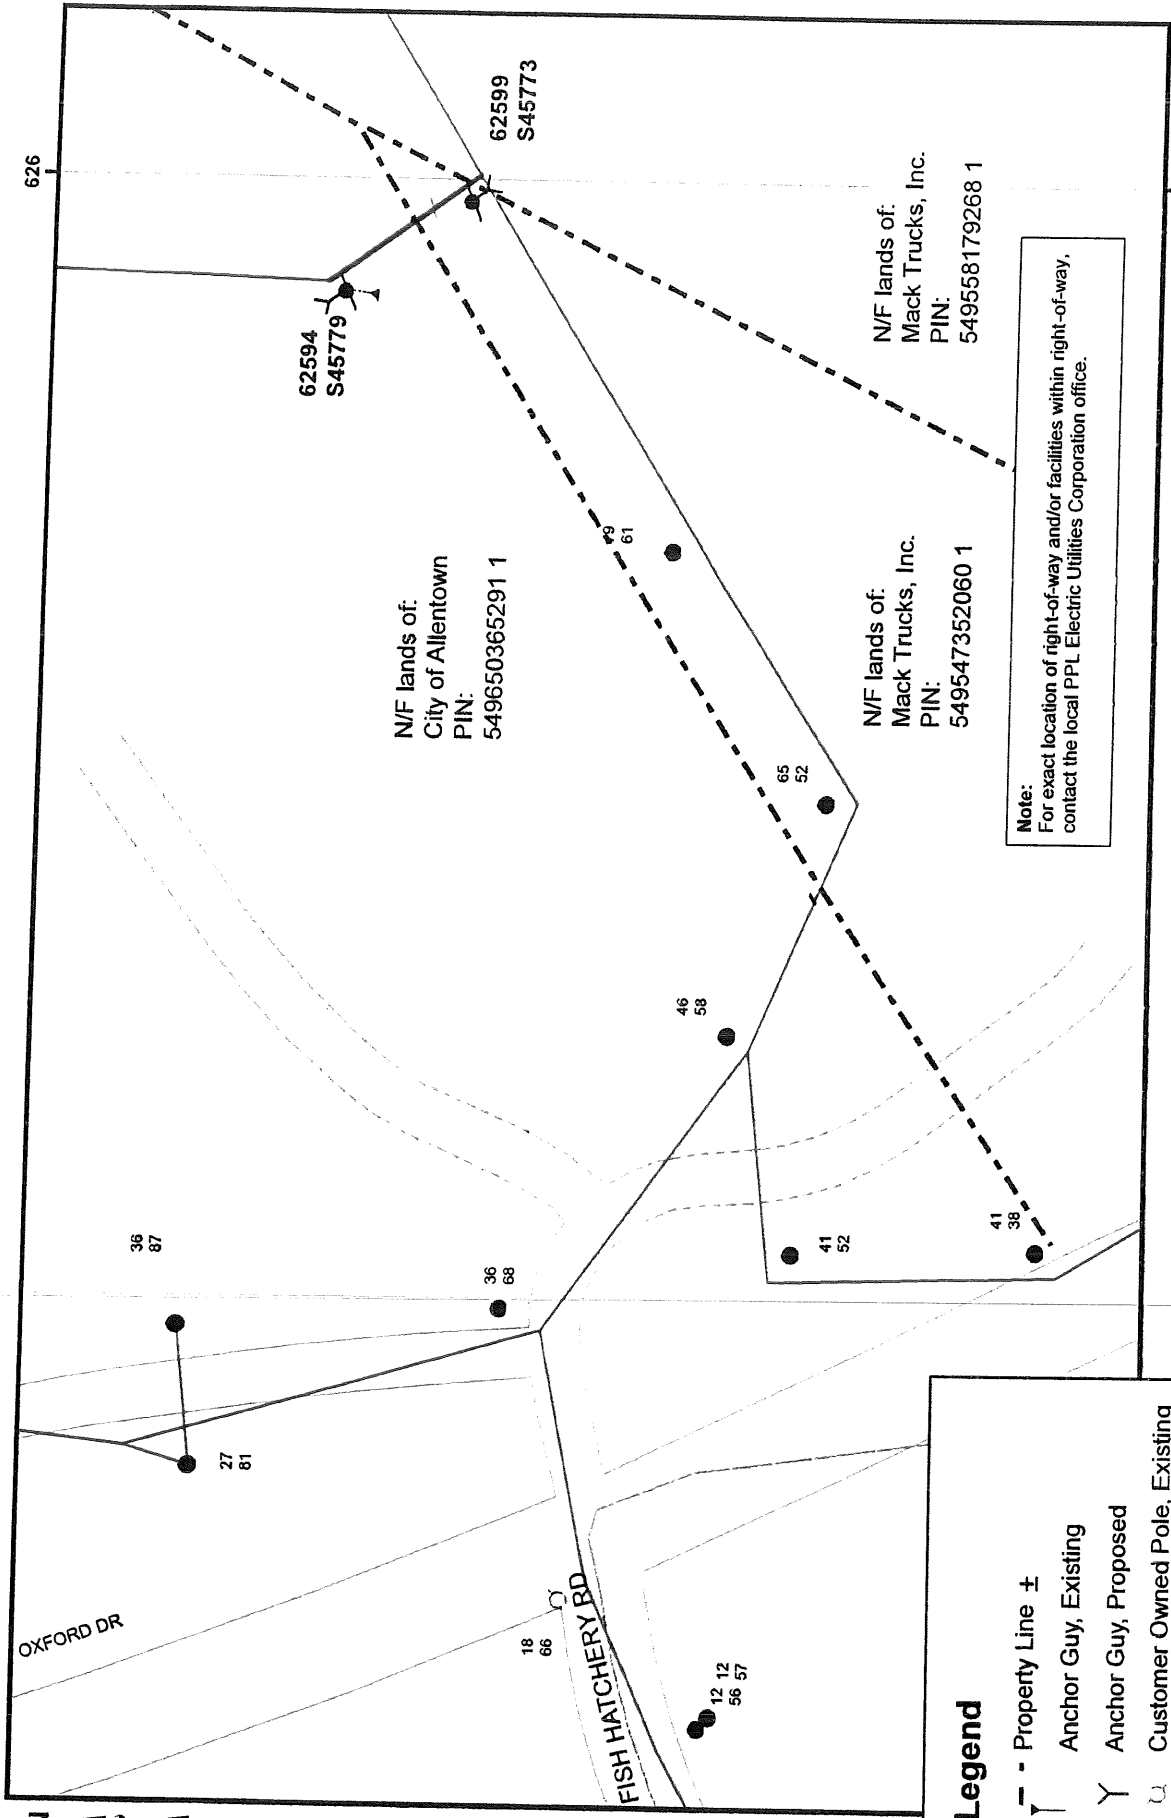 626
62599
S45773
62594
S45779
N/F lands of:
Mack Trucks, Inc.
PIN:
549558179268 1
N/F lands of:
City of Allentown
PIN:
549650365291 1
61
N/F lands of:
Mack Trucks, Inc.
PIN:
549547352060 1
65
52
Note:
For exact location of right-of-way and/or facilities within right-of-way,
contact the local PPL Electric Utilities Corporation office.
46
58
36
87
36
68
41
52
41
38
27
81
OXFORD DR
18
66
FISH HATCHERY RD
12 12
56 57
Legend
Property Line ±
Anchor Guy, Existing
Anchor Guy, Proposed
Customer Owned Pole, Existing